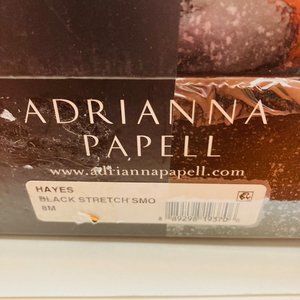 ADRIANNA
PAPELL
www.adriannapapell.com
HAYES
BLACK STRETCH SMO
8M